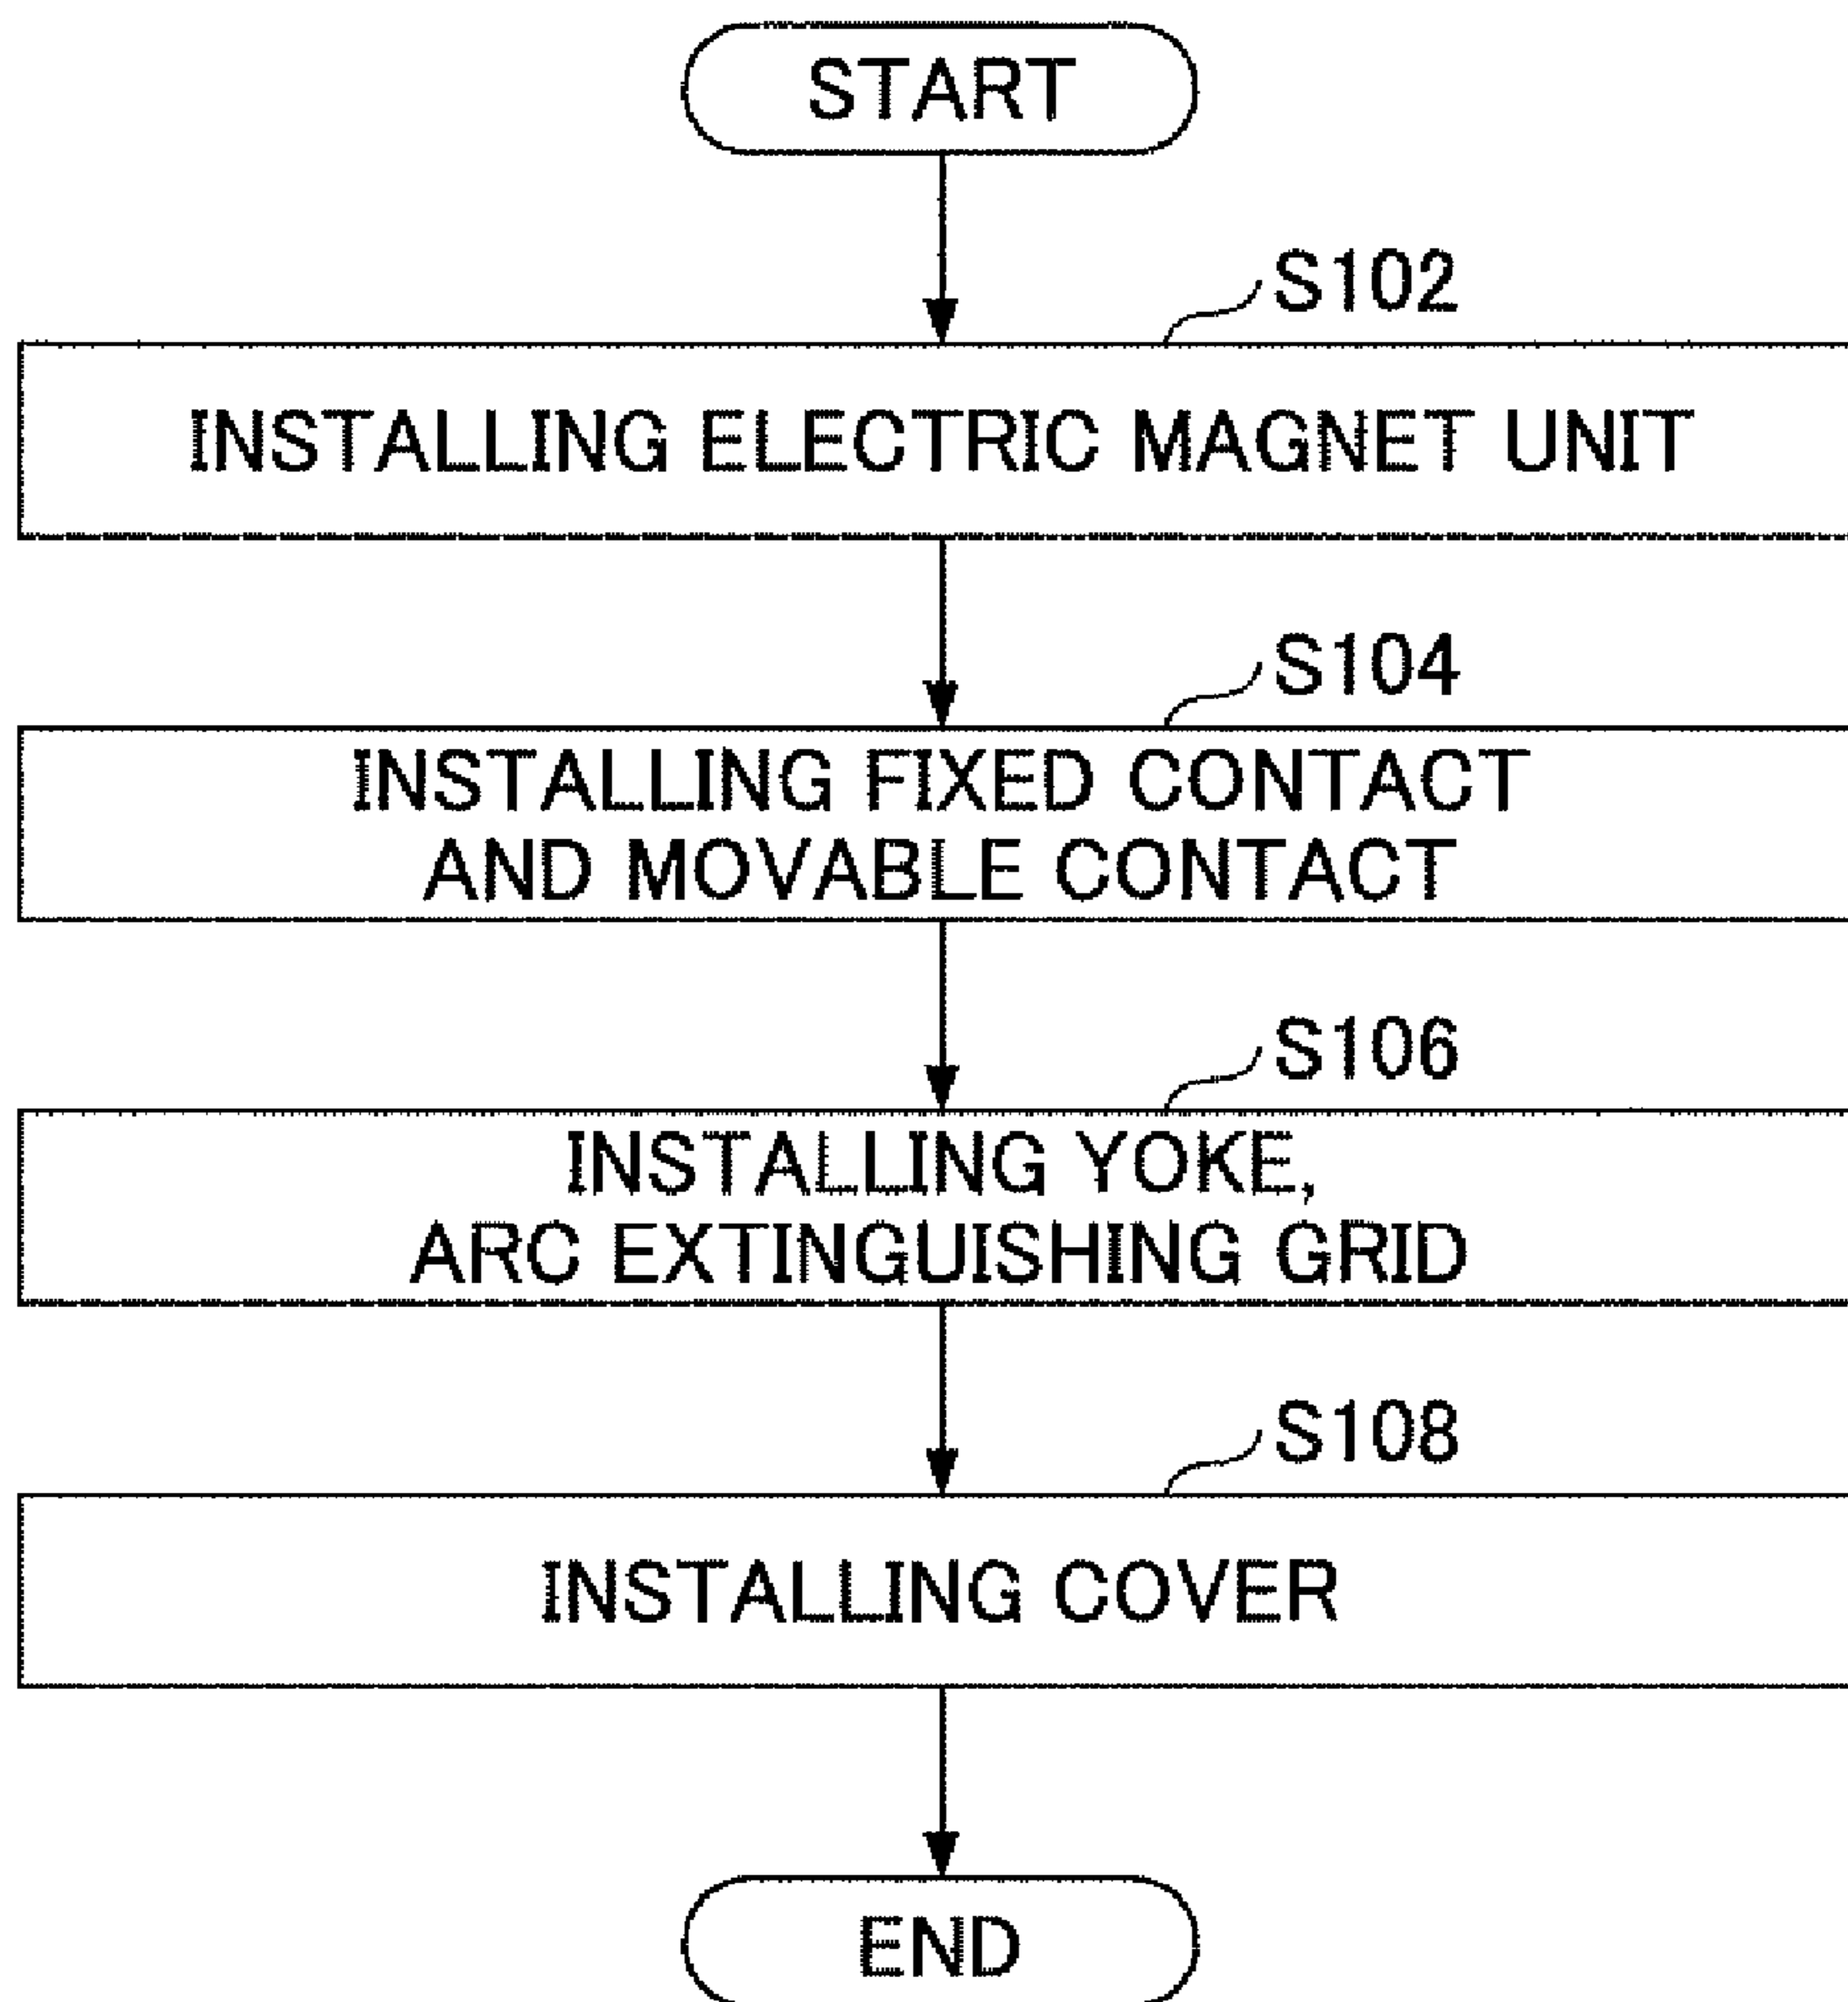 START
S102
INSTALLING ELECTRIC MAGNET UNIT
S104
INSTALLING FIXED CONTACT
AND MOVABLE CONTACT
S106
INSTALLING YOKE,
ARC EXTINGUISHING GRID
S108
INSTALLING COVER
END